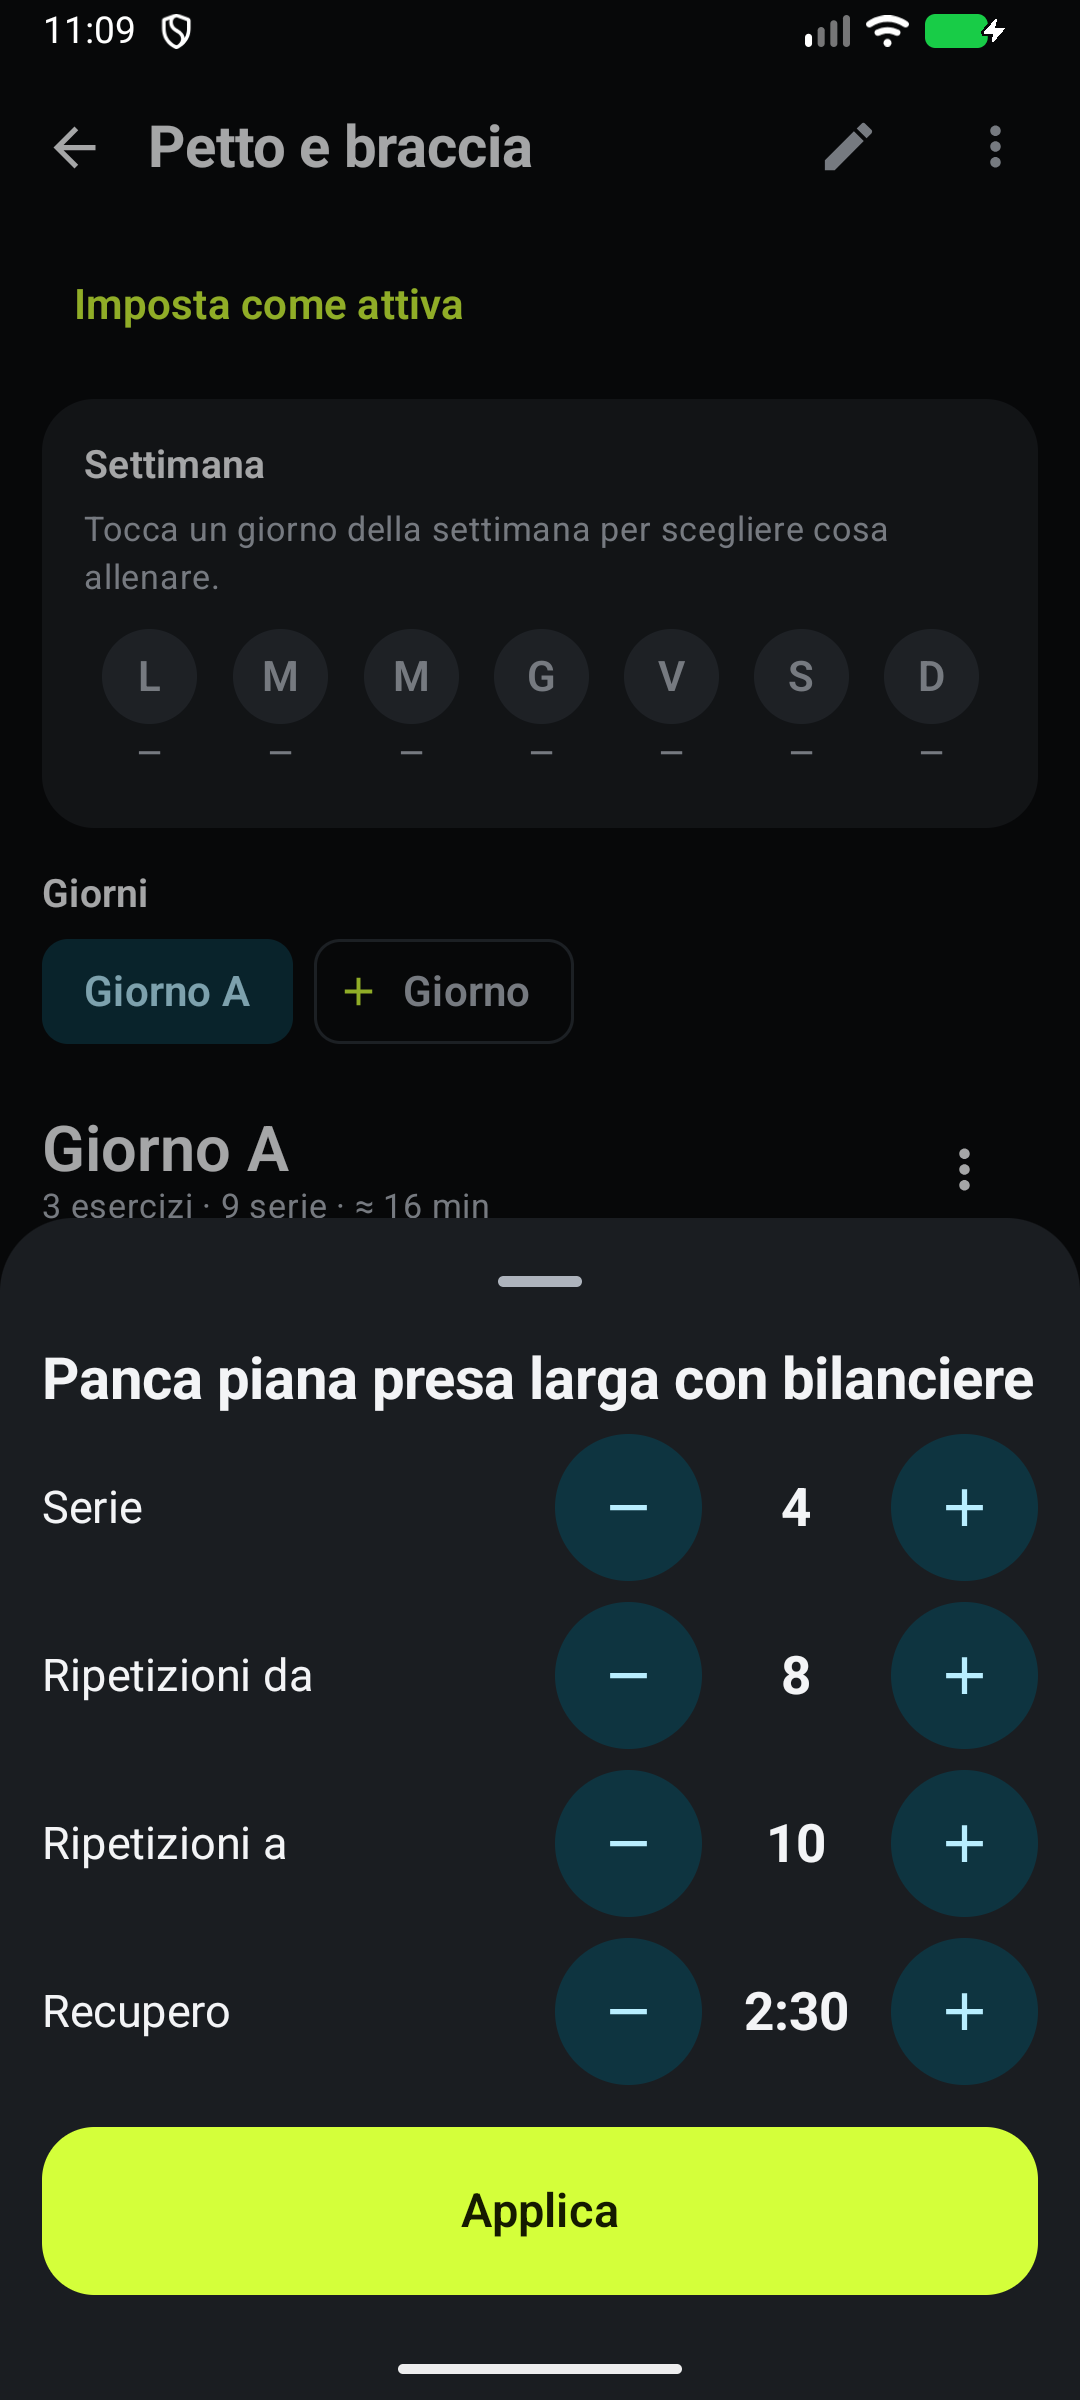 11:09
Petto e braccia
Imposta come attiva
Settimana
Tocca un giorno della settimana per scegliere cosa
allenare.
L M M G V S D
– – – – – – –
Giorni
Giorno A + Giorno
Giorno A
3 esercizi · 9 serie · ≈ 16 min
Panca piana presa larga con bilanciere
Serie − 4 +
Ripetizioni da − 8 +
Ripetizioni a − 10 +
Recupero − 2:30 +
Applica